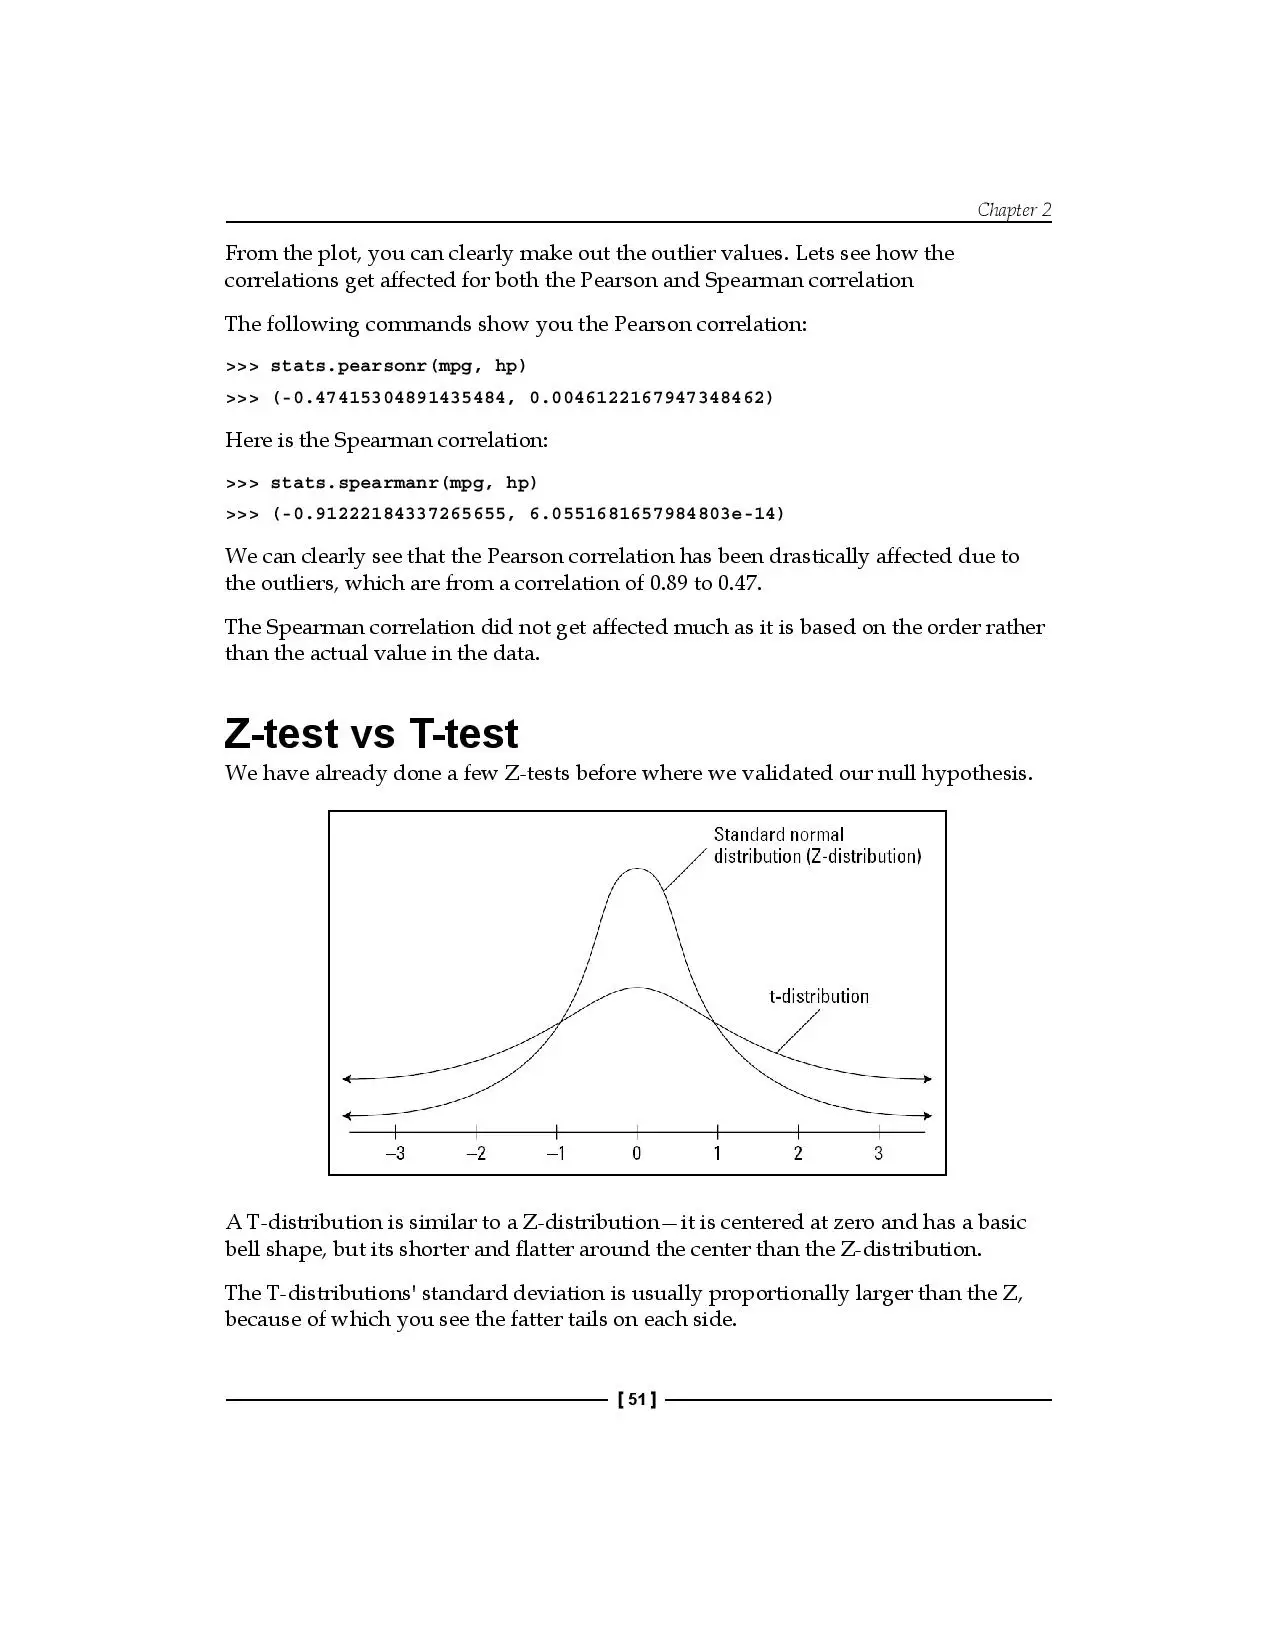 Chapter 2
From the plot, you can clearly make out the outlier values. Lets see how the
correlations get affected for both the Pearson and Spearman correlation
The following commands show you the Pearson correlation:
>>> stats.pearsonr(mpg, hp)
>>> (-0.47415304891435484, 0.0046122167947348462)
Here is the Spearman correlation:
>>> stats.spearmanr(mpg, hp)
>>> (-0.91222184337265655, 6.0551681657984803e-14)
We can clearly see that the Pearson correlation has been drastically affected due to
the outliers, which are from a correlation of 0.89 to 0.47.
The Spearman correlation did not get affected much as it is based on the order rather
than the actual value in the data.
Z-test vs T-test
We have already done a few Z-tests before where we validated our null hypothesis.
Standard normal
distribution (Z-distribution)
t-distribution
–3 –2 –1 0 1 2 3
A T-distribution is similar to a Z-distribution—it is centered at zero and has a basic
bell shape, but its shorter and flatter around the center than the Z-distribution.
The T-distributions' standard deviation is usually proportionally larger than the Z,
because of which you see the fatter tails on each side.
[ 51 ]